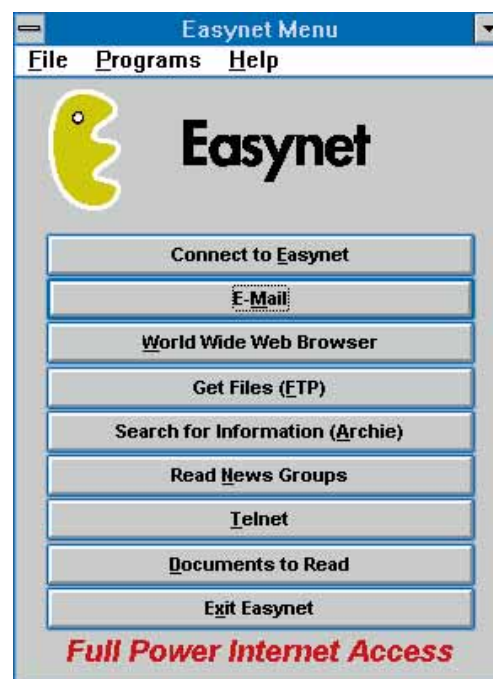 Easynet Menu
File Programs Help
Easynet
Connect to Easynet
E-Mail
World Wide Web Browser
Get Files (FTP)
Search for Information (Archie)
Read News Groups
Telnet
Documents to Read
Exit Easynet
Full Power Internet Access